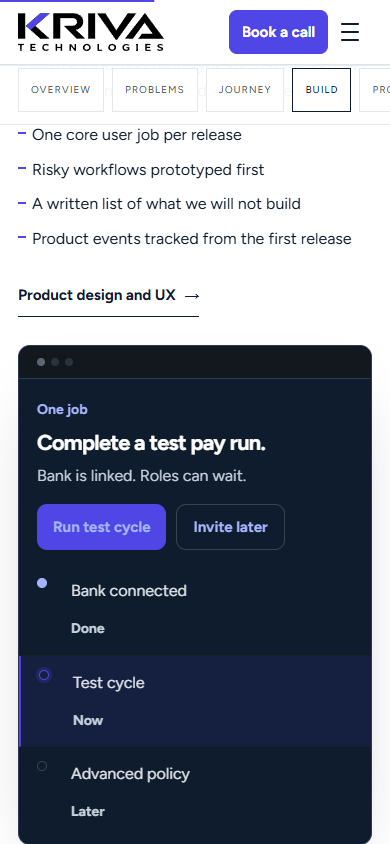 KRIVA
TECHNOLOGIES
Book a call
OVERVIEW
PROBLEMS
JOURNEY
BUILD
One core user job per release
Risky workflows prototyped first
A written list of what we will not build
Product events tracked from the first release
Product design and UX →
One job
Complete a test pay run.
Bank is linked. Roles can wait.
Run test cycle
Invite later
Bank connected
Done
Test cycle
Now
Advanced policy
Later